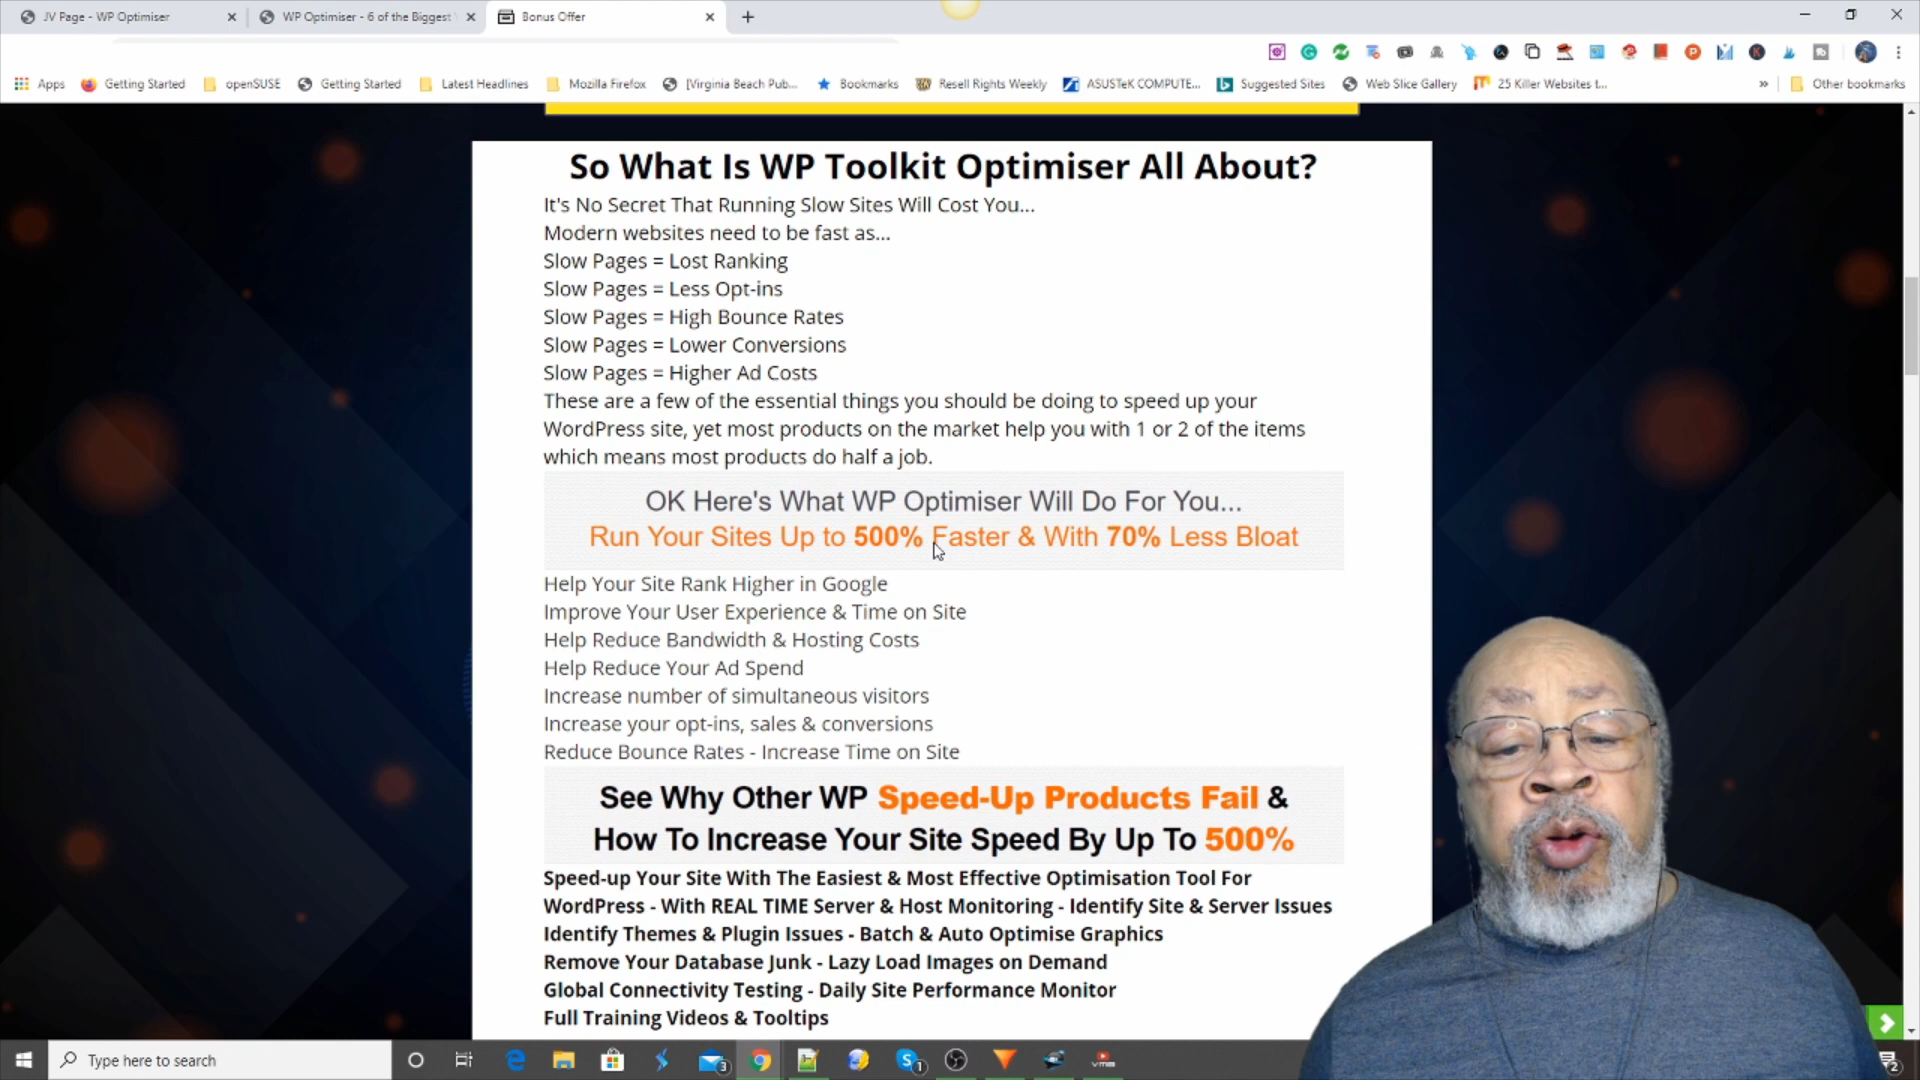 JV Page - WP Optimiser
WP Optimiser - 6 of the Biggest
Bonus Offer
Apps
Getting Started
openSUSE
Getting Started
Latest Headlines
Mozilla Firefox
[Virginia Beach Pub...
Bookmarks
Resell Rights Weekly
ASUSTeK COMPUTE...
Suggested Sites
Web Slice Gallery
25 Killer Websites t...
»
Other bookmarks
So What Is WP Toolkit Optimiser All About?
It's No Secret That Running Slow Sites Will Cost You...
Modern websites need to be fast as...
Slow Pages = Lost Ranking
Slow Pages = Less Opt-ins
Slow Pages = High Bounce Rates
Slow Pages = Lower Conversions
Slow Pages = Higher Ad Costs
These are a few of the essential things you should be doing to speed up your
WordPress site, yet most products on the market help you with 1 or 2 of the items
which means most products do half a job.
OK Here's What WP Optimiser Will Do For You...
Run Your Sites Up to 500% Faster & With 70% Less Bloat
Help Your Site Rank Higher in Google
Improve Your User Experience & Time on Site
Help Reduce Bandwidth & Hosting Costs
Help Reduce Your Ad Spend
Increase number of simultaneous visitors
Increase your opt-ins, sales & conversions
Reduce Bounce Rates - Increase Time on Site
See Why Other WP Speed-Up Products Fail &
How To Increase Your Site Speed By Up To 500%
Speed-up Your Site With The Easiest & Most Effective Optimisation Tool For
WordPress - With REAL TIME Server & Host Monitoring - Identify Site & Server Issues
Identify Themes & Plugin Issues - Batch & Auto Optimise Graphics
Remove Your Database Junk - Lazy Load Images on Demand
Global Connectivity Testing - Daily Site Performance Monitor
Full Training Videos & Tooltips
Type here to search
3
1
2